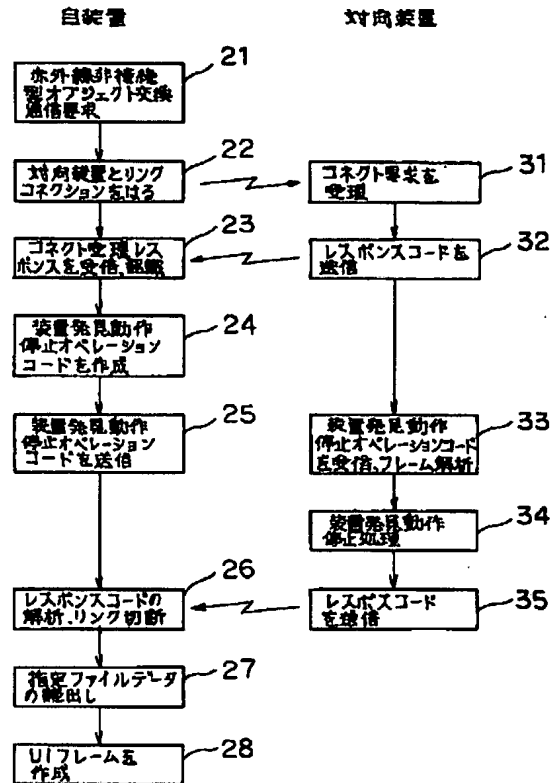 自装置
対向装置
21
赤外線非接続
型オブジェクト交換
通信要求
22
対向装置とリンク
コネクションをはる
31
コネクト要求を
受理
23
コネクト受理レス
ポンスを受信、認識
32
レスポンスコードを
送信
24
装置発見動作
停止オペレーション
コードを作成
25
装置発見動作
停止オペレーション
コードを送信
33
装置発見動作
停止オペレーションコード
を受信、フレーム解析
34
装置発見動作
停止処理
26
レスポンスコードの
解析、リンク切断
35
レスポスコード
を送信
27
指定ファイルデータ
の読出し
28
UIフレームを
作成